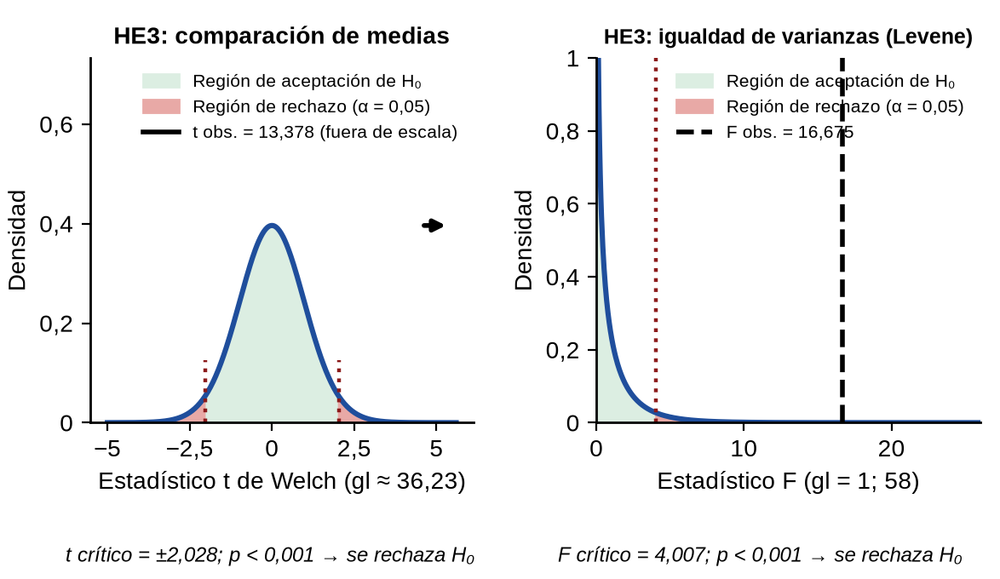 HE3: comparación de medias
Región de aceptación de H₀
Región de rechazo (α = 0,05)
t obs. = 13,378 (fuera de escala)
0,6
0,4
0,2
0
Densidad
−5
−2,5
0
2,5
5
Estadístico t de Welch (gl ≈ 36,23)
t crítico = ±2,028; p < 0,001 → se rechaza H₀
HE3: igualdad de varianzas (Levene)
Región de aceptación de H₀
Región de rechazo (α = 0,05)
F obs. = 16,675
1
0,8
0,6
0,4
0,2
0
Densidad
0
10
20
Estadístico F (gl = 1; 58)
F crítico = 4,007; p < 0,001 → se rechaza H₀